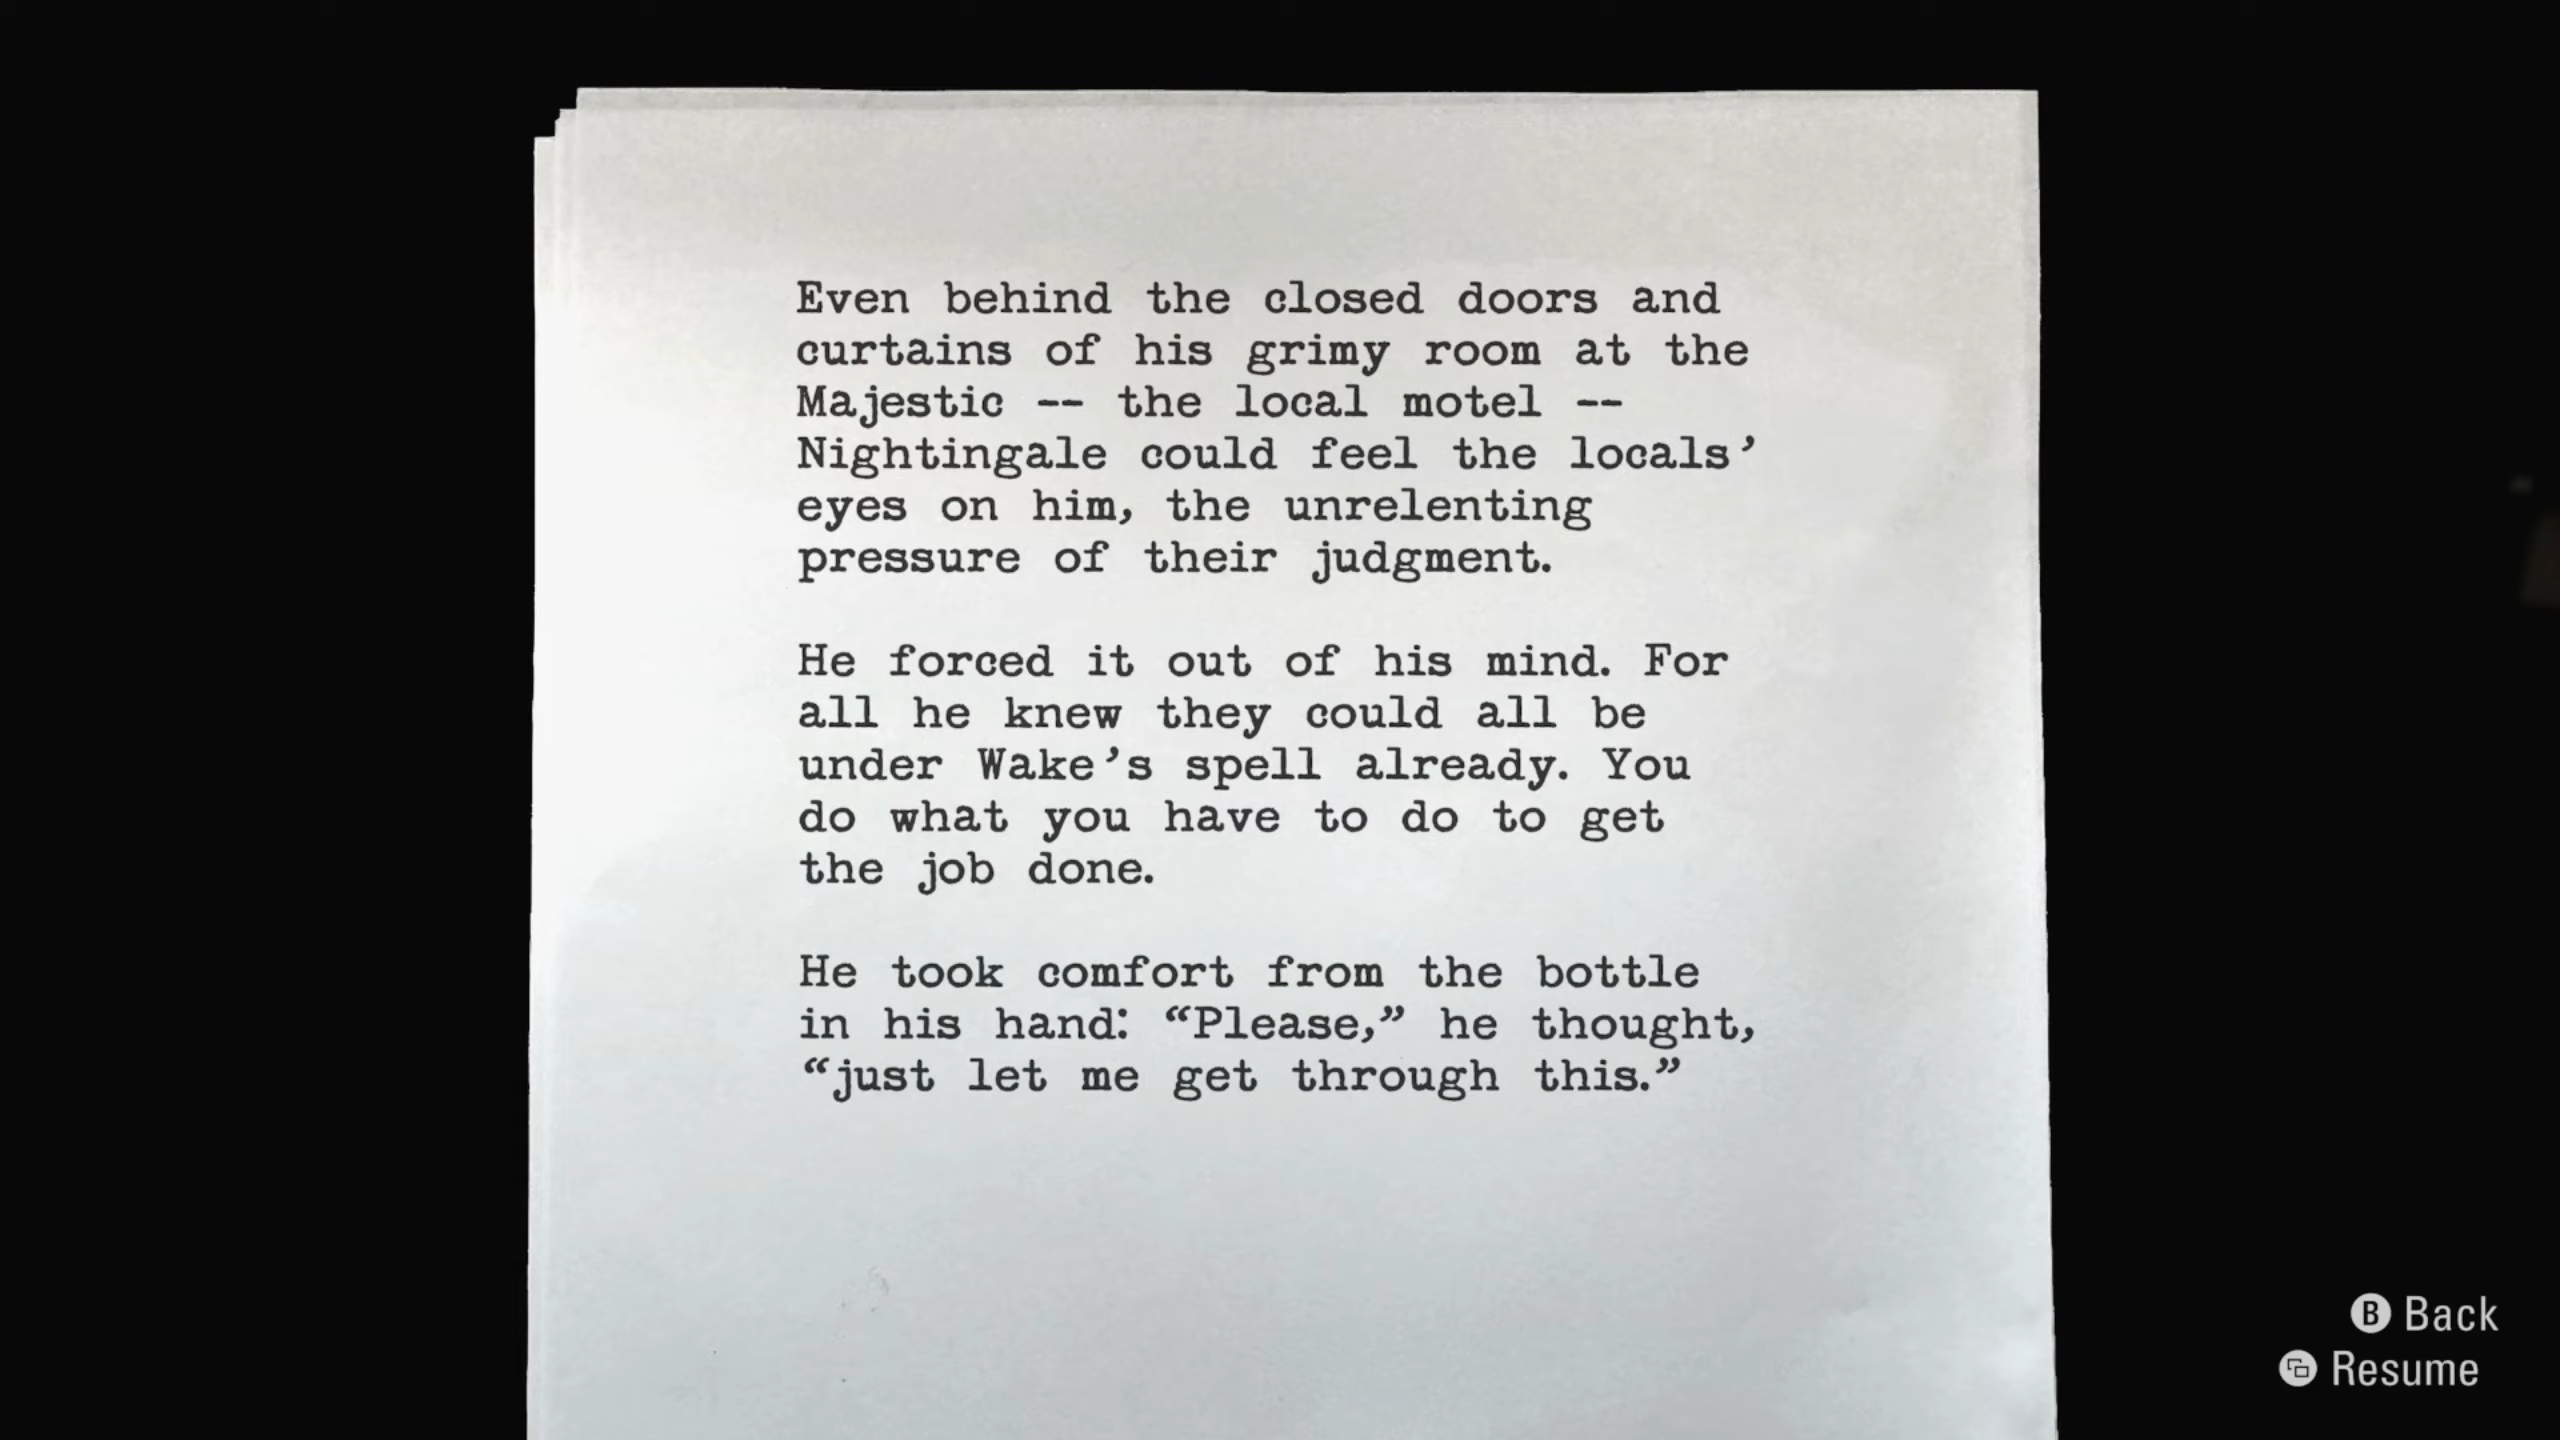 Even behind the closed doors and
curtains of his grimy room at the
Majestic -- the local motel --
Nightingale could feel the locals’
eyes on him, the unrelenting
pressure of their judgment.
He forced it out of his mind. For
all he knew they could all be
under Wake’s spell already. You
do what you have to do to get
the job done.
He took comfort from the bottle
in his hand: “Please,” he thought,
“just let me get through this.”
B Back
Resume